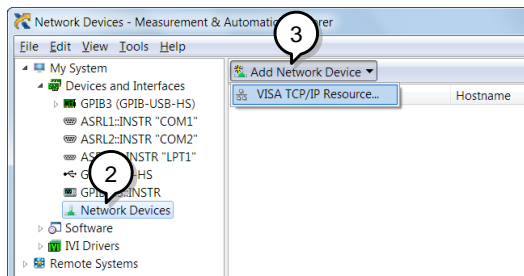 Network Devices - Measurement & Automation Explorer
File Edit View Tools Help
3
My System
Add Network Device
Devices and Interfaces
VISA TCP/IP Resource...
Hostname
GPIB3 (GPIB-USB-HS)
ASRL1::INSTR "COM1"
ASRL2::INSTR "COM2"
ASRL INSTR "LPT1"
2
-HS
GPIB ::INSTR
Network Devices
Software
IVI Drivers
Remote Systems